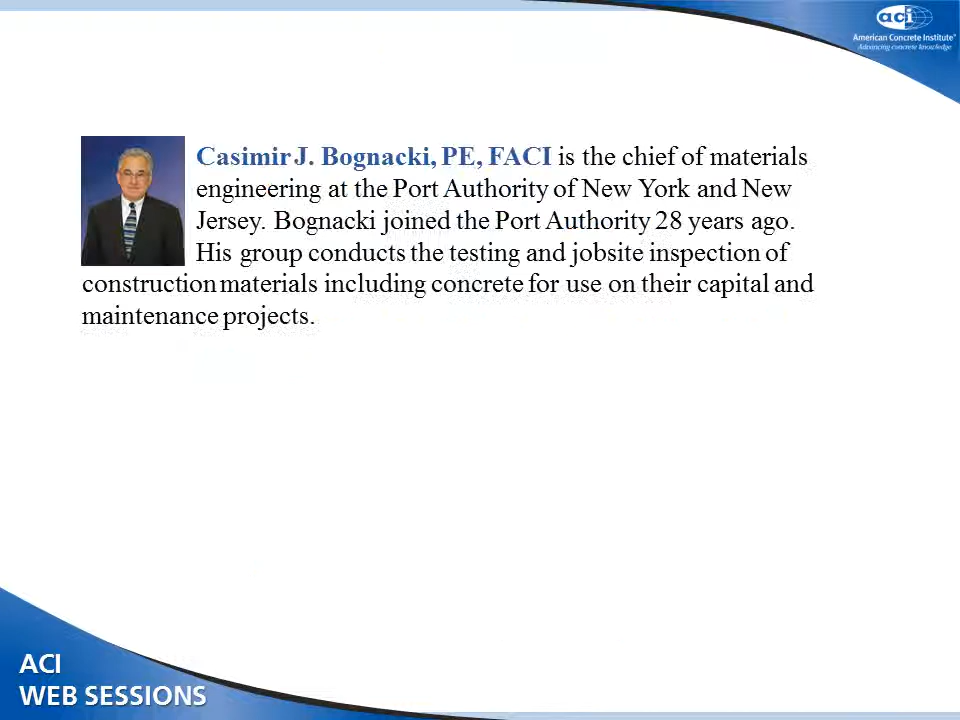 aci
American Concrete Institute®
Advancing concrete knowledge
Casimir J. Bognacki, PE, FACI is the chief of materials
engineering at the Port Authority of New York and New
Jersey. Bognacki joined the Port Authority 28 years ago.
His group conducts the testing and jobsite inspection of
construction materials including concrete for use on their capital and
maintenance projects.
ACI
WEB SESSIONS